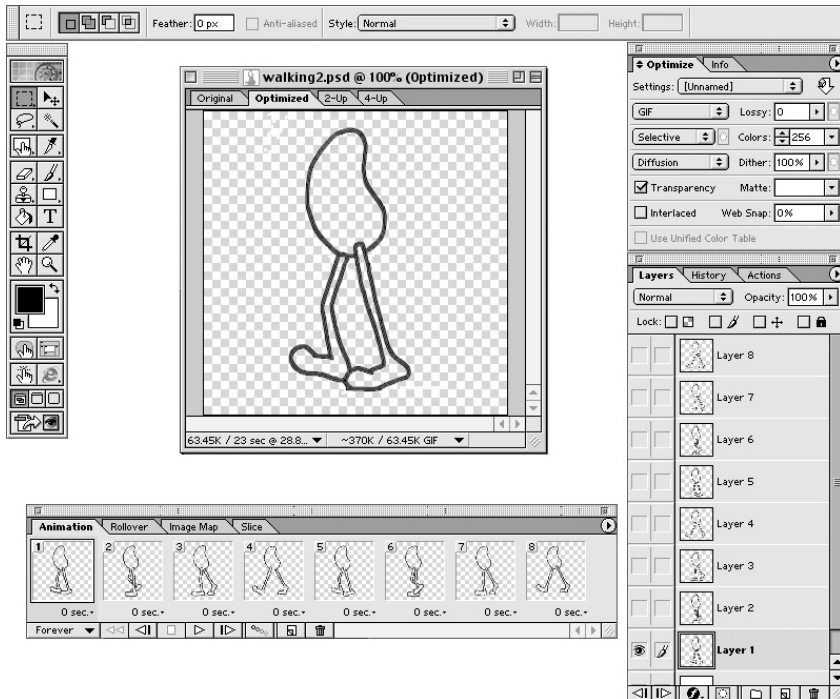 Feather: 0 px Anti-aliased Style: Normal Width: Height:
walking2.psd @ 100% (Optimized)
Original Optimized 2-Up 4-Up
63.45K / 23 sec @ 28.8... ~370K / 63.45K GIF
Optimize Info
Settings: [Unnamed]
GIF Lossy: 0
Selective Colors: 256
Diffusion Dither: 100%
Transparency Matte:
Interlaced Web Snap: 0%
Use Unified Color Table
Layers History Actions
Normal Opacity: 100%
Lock:
Layer 8
Layer 7
Layer 6
Layer 5
Layer 4
Layer 3
Layer 2
Layer 1
Animation Rollover Image Map Slice
1 2 3 4 5 6 7 8
0 sec. 0 sec. 0 sec. 0 sec. 0 sec. 0 sec. 0 sec. 0 sec.
Forever
T